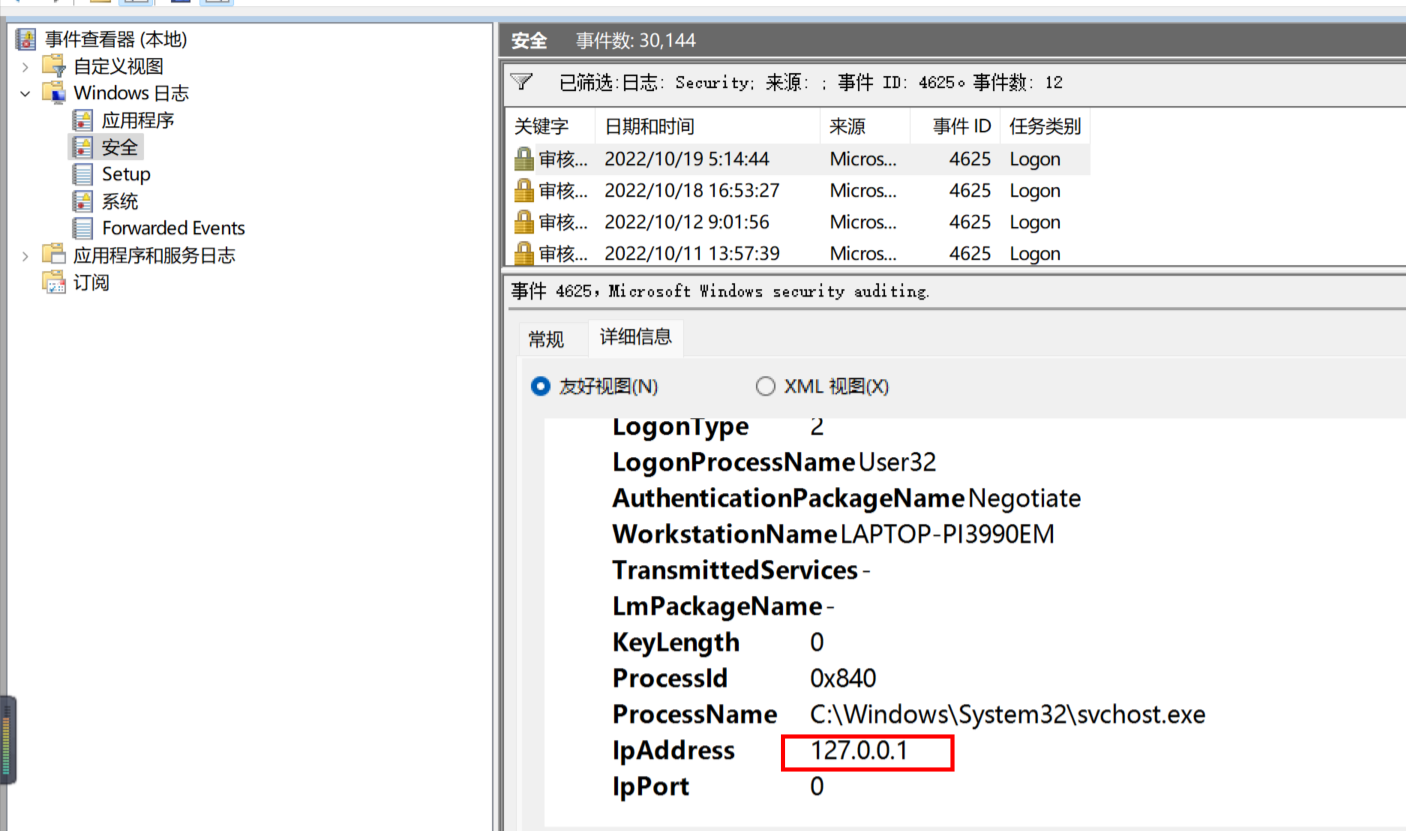 事件查看器 (本地)
自定义视图
Windows 日志
应用程序
安全
Setup
系统
Forwarded Events
应用程序和服务日志
订阅
安全 事件数: 30,144
已筛选:日志: Security; 来源: ; 事件 ID: 4625。事件数: 12
关键字 日期和时间 来源 事件 ID 任务类别
审核... 2022/10/19 5:14:44 Micros... 4625 Logon
审核... 2022/10/18 16:53:27 Micros... 4625 Logon
审核... 2022/10/12 9:01:56 Micros... 4625 Logon
审核... 2022/10/11 13:57:39 Micros... 4625 Logon
事件 4625，Microsoft Windows security auditing.
常规 详细信息
友好视图(N) XML 视图(X)
LogonType 2
LogonProcessName User32
AuthenticationPackageName Negotiate
WorkstationName LAPTOP-PI3990EM
TransmittedServices -
LmPackageName -
KeyLength 0
ProcessId 0x840
ProcessName C:\Windows\System32\svchost.exe
IpAddress 127.0.0.1
IpPort 0